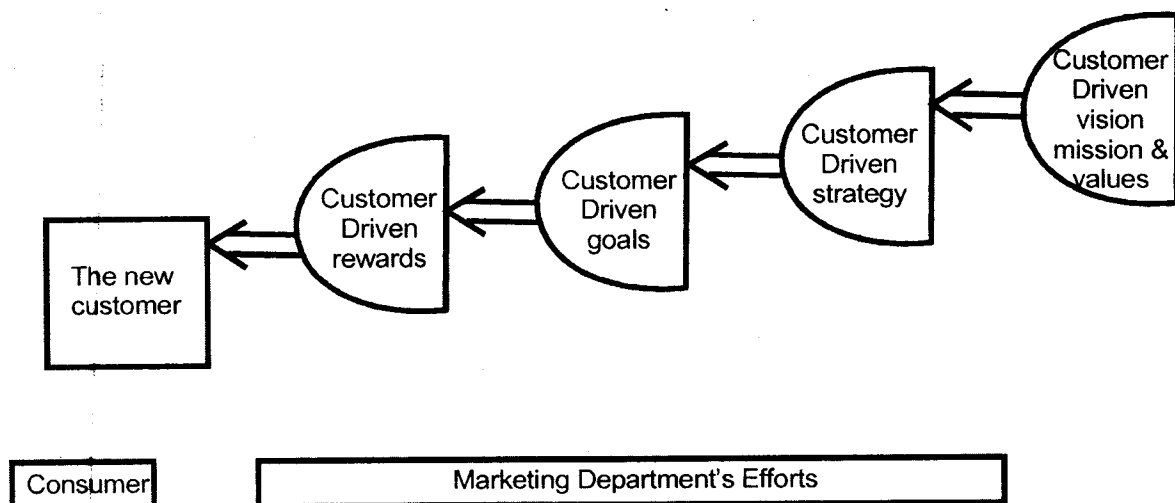 The new
customer
Customer
Driven
rewards
Customer
Driven
goals
Customer
Driven
strategy
Customer
Driven
vision
mission &
values
Consumer
Marketing Department's Efforts